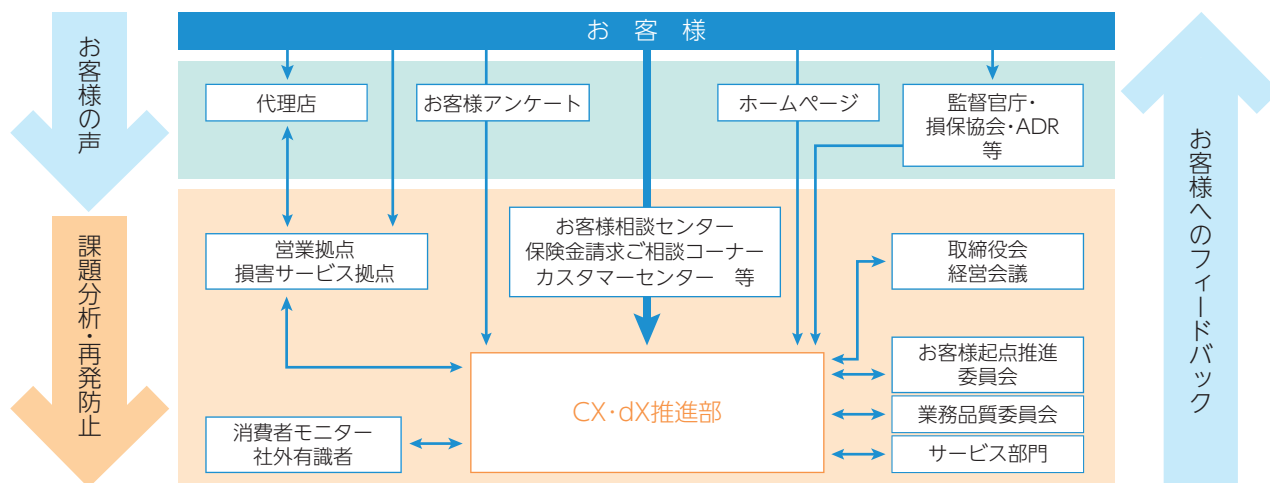 お客様
お客様の声
代理店
お客様アンケート
ホームページ
監督官庁・
損保協会・ADR
等
お客様へのフィードバック
課題分析・再発防止
営業拠点
損害サービス拠点
お客様相談センター
保険金請求ご相談コーナー
カスタマーセンター　等
取締役会
経営会議
お客様起点推進
委員会
CX・dX推進部
業務品質委員会
消費者モニター
社外有識者
サービス部門